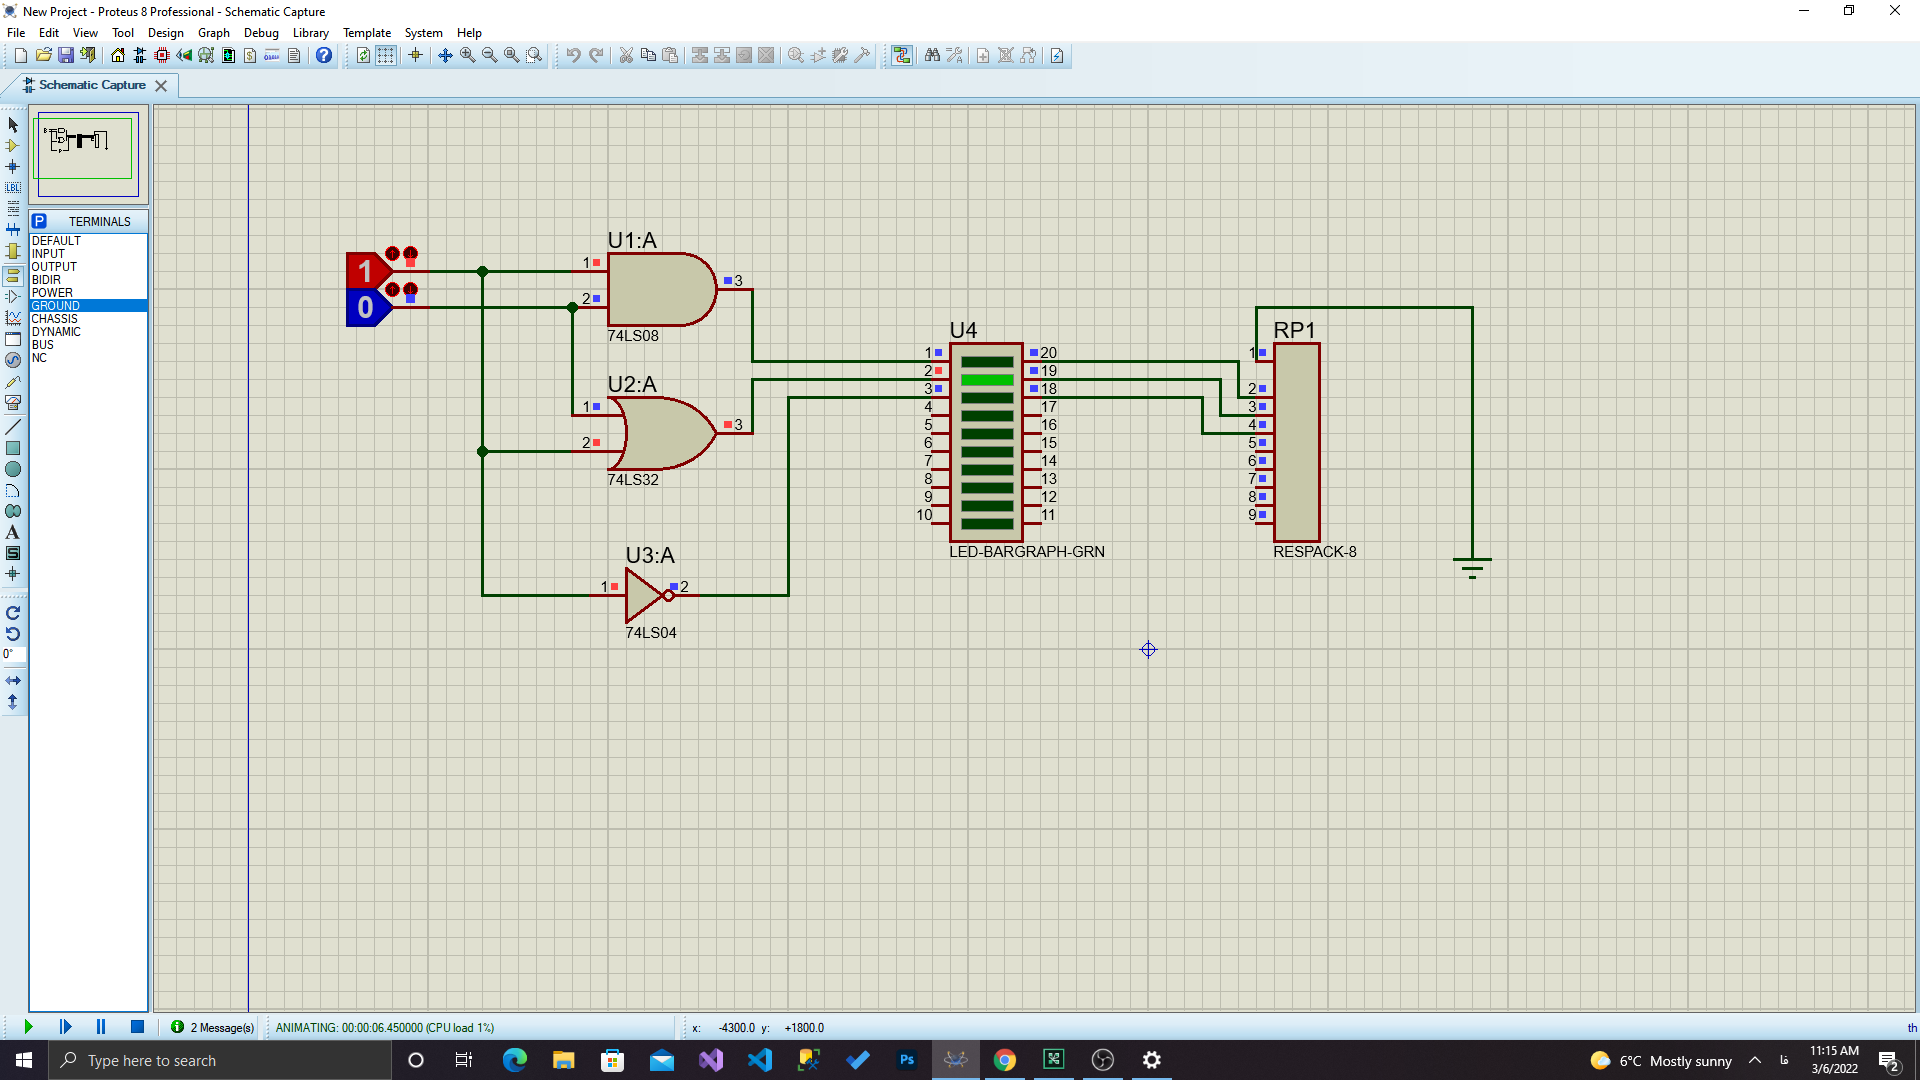 New Project - Proteus 8 Professional - Schematic Capture
File Edit View Tool Design Graph Debug Library Template System Help
Schematic Capture
P TERMINALS
DEFAULT
INPUT
OUTPUT
BIDIR
POWER
GROUND
CHASSIS
DYNAMIC
BUS
NC
LBL
A
S
0°
1
0
U1:A
1
2
3
74LS08
U2:A
1
2
3
74LS32
U3:A
1
2
74LS04
U4
1 20
2 19
3 18
4 17
5 16
6 15
7 14
8 13
9 12
10 11
LED-BARGRAPH-GRN
RP1
1
2
3
4
5
6
7
8
9
RESPACK-8
2 Message(s)
ANIMATING: 00:00:06.450000 (CPU load 1%)
x: -4300.0 y: +1800.0
th
Type here to search
Ps
6°C Mostly sunny
فا
11:15 AM
3/6/2022
2